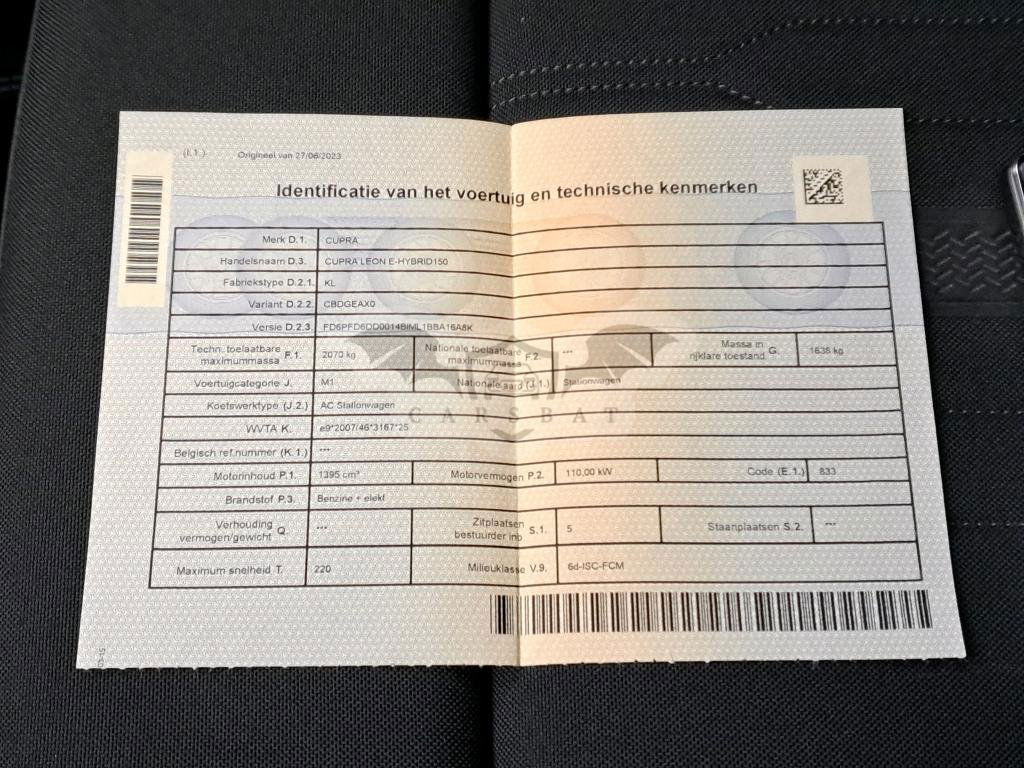 (I.1.) Origineel van 27/06/2023
Identificatie van het voertuig en technische kenmerken
Merk D.1. CUPRA
Handelsnaam D.3. CUPRA LEON E-HYBRID150
Fabriekstype D.2.1. KL
Variant D.2.2. CBDGEAX0
Versie D.2.3. FD6PFD6DD0014BIML1BBA16A8K
Techn. toelaatbare maximummassa F.1. 2070 kg Nationale toelaatbare maximummassa F.2. --- Massa in rijklare toestand G. 1636 kg
Voertuigcategorie J. M1 Nationale aard (J.1.) Stationwagen
Koetswerktype (J.2.) AC Stationwagen
CARSBAT
WVTA K. e9*2007/46*3167*25
Belgisch ref.nummer (K.1.) ---
Motorinhoud P.1. 1395 cm³ Motorvermogen P.2. 110,00 kW Code (E.1.) 833
Brandstof P.3. Benzine + elekt
Verhouding vermogen/gewicht Q. --- Zitplaatsen bestuurder inb S.1. 5 Staanplaatsen S.2. ---
Maximum snelheid T. 220 Milieuklasse V.9. 6d-ISC-FCM